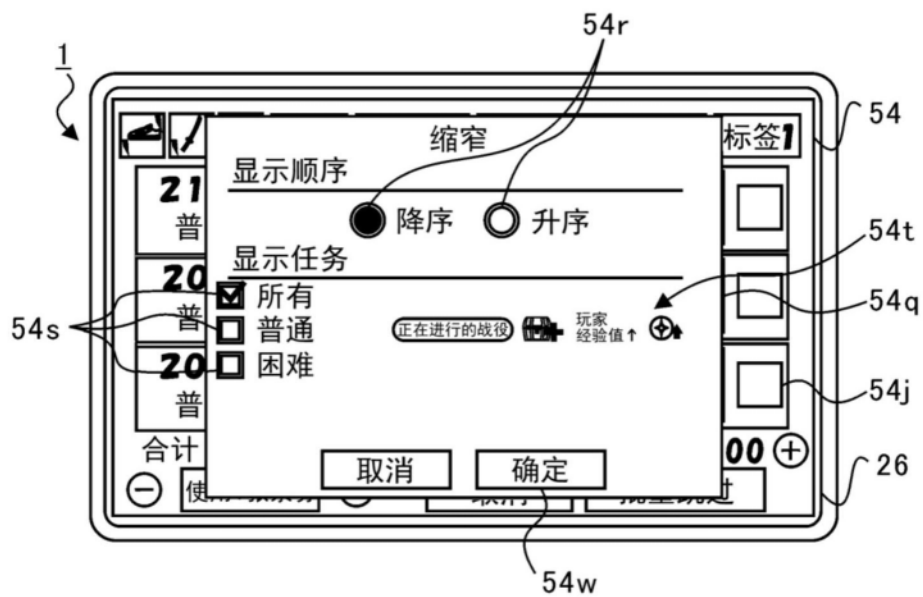 54r
1
缩窄
标签1
54
显示顺序
21
普
降序
升序
54t
显示任务
20
所有
54q
54s
普
普通
正在进行的战役
玩家
经验值↑
困难
20
54j
普
合计
00
26
取消
确定
54w